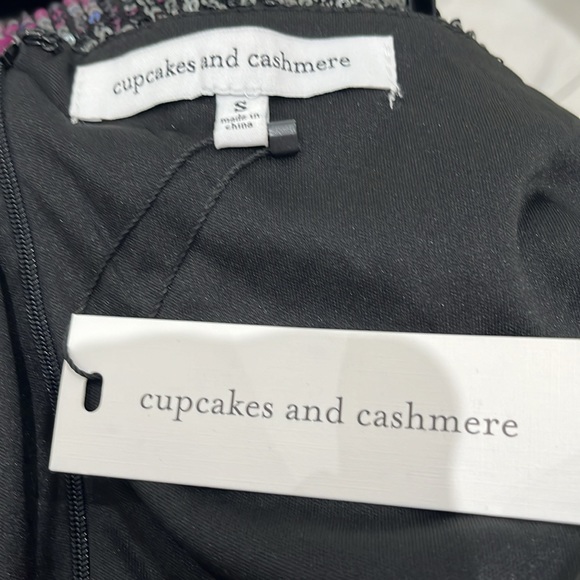 cupcakes and cashmere
S
made in
china
cupcakes and cashmere